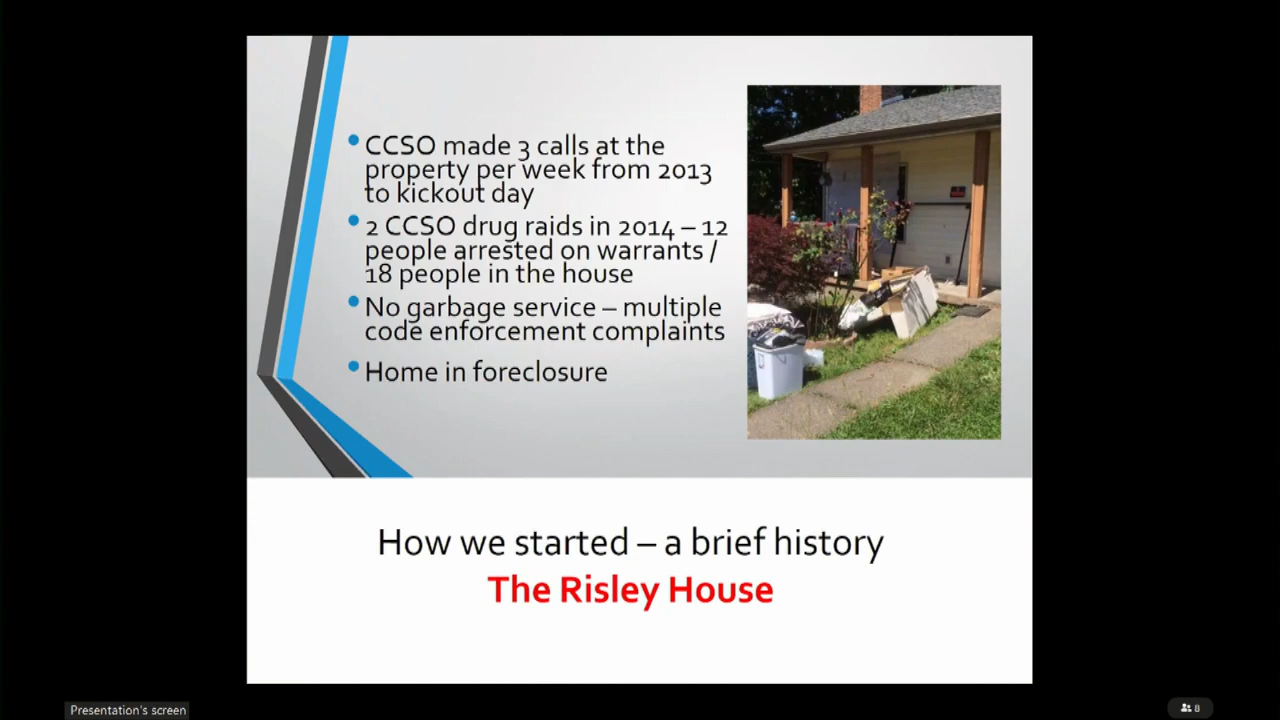 CCSO made 3 calls at the
property per week from 2013
to kickout day
2 CCSO drug raids in 2014 – 12
people arrested on warrants /
18 people in the house
No garbage service – multiple
code enforcement complaints
Home in foreclosure
How we started – a brief history
The Risley House
Presentation's screen
8